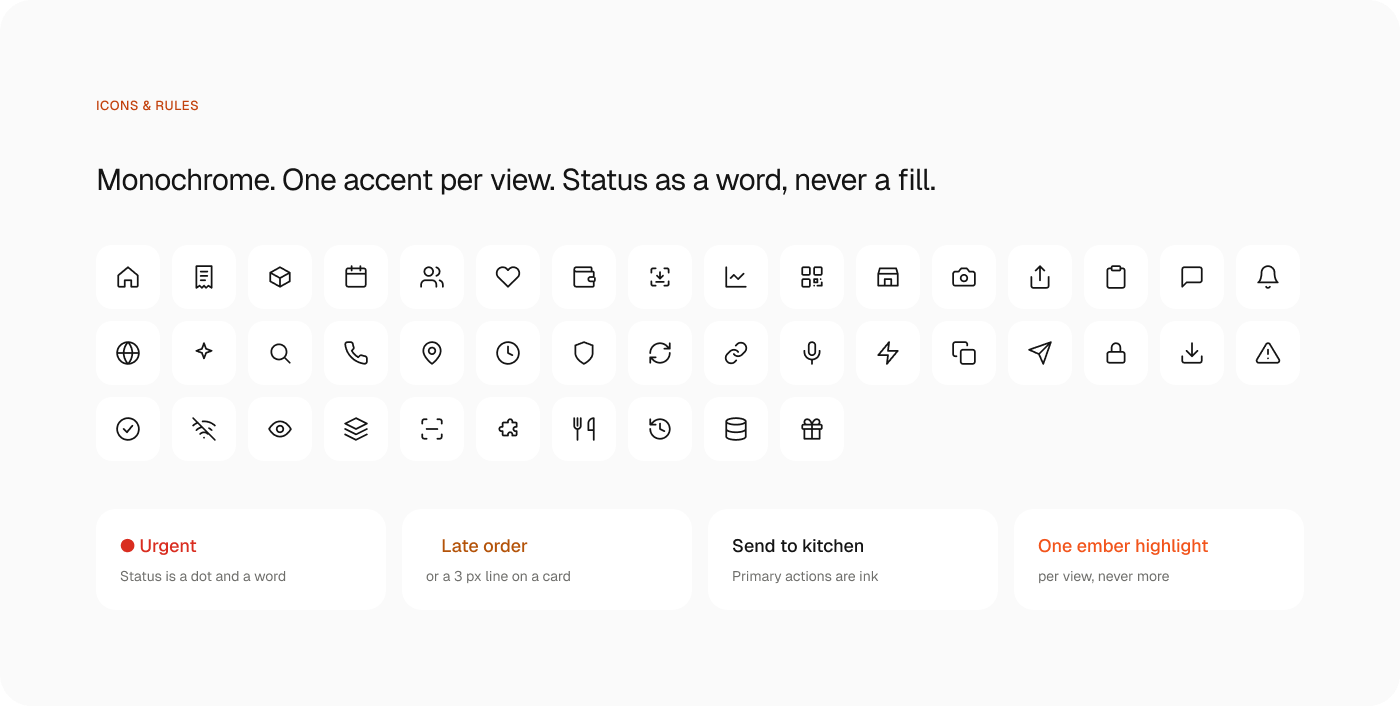 ICONS & RULES
Monochrome. One accent per view. Status as a word, never a fill.
Urgent
Status is a dot and a word
Late order
or a 3 px line on a card
Send to kitchen
Primary actions are ink
One ember highlight
per view, never more